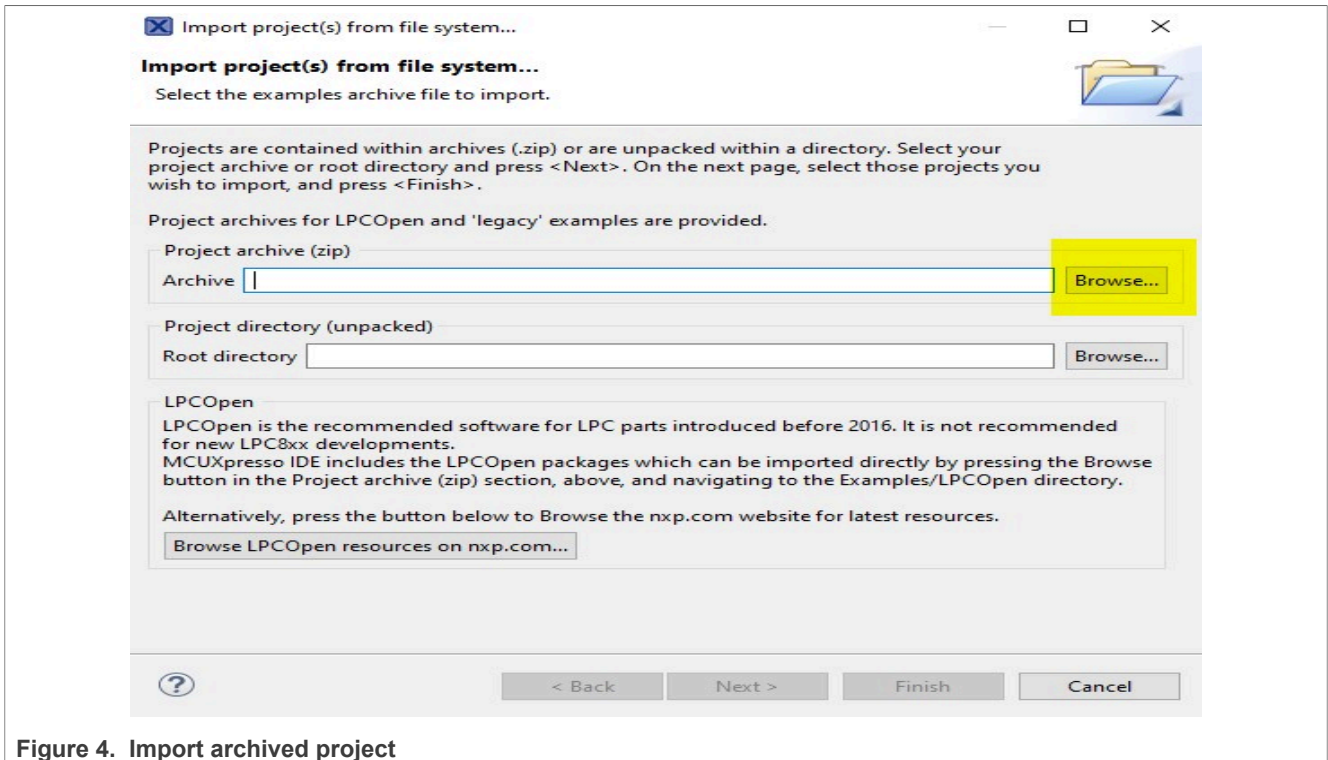 Import project(s) from file system...
Import project(s) from file system...
Select the examples archive file to import.
Projects are contained within archives (.zip) or are unpacked within a directory. Select your
project archive or root directory and press <Next>. On the next page, select those projects you
wish to import, and press <Finish>.
Project archives for LPCOpen and 'legacy' examples are provided.
Project archive (zip)
Archive Browse...
Project directory (unpacked)
Root directory Browse...
LPCOpen
LPCOpen is the recommended software for LPC parts introduced before 2016. It is not recommended
for new LPC8xx developments.
MCUXpresso IDE includes the LPCOpen packages which can be imported directly by pressing the Browse
button in the Project archive (zip) section, above, and navigating to the Examples/LPCOpen directory.
Alternatively, press the button below to Browse the nxp.com website for latest resources.
Browse LPCOpen resources on nxp.com...
? < Back Next > Finish Cancel
Figure 4. Import archived project